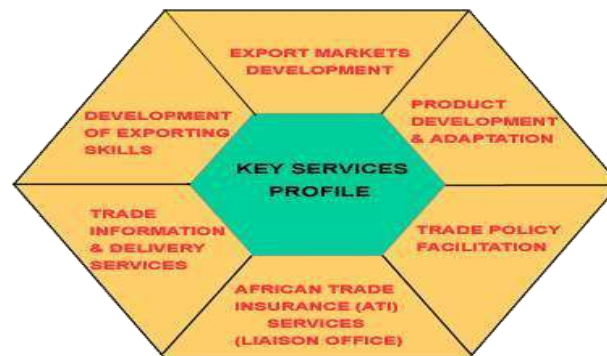 EXPORT MARKETS
DEVELOPMENT
DEVELOPMENT
OF EXPORTING
SKILLS
PRODUCT
DEVELOPMENT
& ADAPTATION
KEY SERVICES
PROFILE
TRADE
INFORMATION
& DELIVERY
SERVICES
TRADE POLICY
FACILITATION
AFRICAN TRADE
INSURANCE (ATI)
SERVICES
(LIAISON OFFICE)